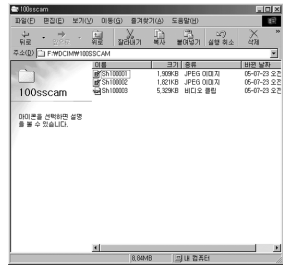 100sscam
파일(F) 편집(E) 보기(V) 이동(G) 즐겨찾기(A) 도움말(H)
뒤로 위로 잘라내기 복사 붙여넣기 실행 취소 삭제
주소(D) F:\DCIM\100SSCAM
이름 크기 종류 바뀐 날짜
Sh100001 1,909KB JPEG 이미지 05-07-23 오전
Sh100002 1,821KB JPEG 이미지 05-07-23 오전
Sh100003 5,329KB 비디오 클립 05-07-23 오전
100sscam
아이콘을 선택하면 설명
을 볼 수 있습니다.
8.84MB 내 컴퓨터